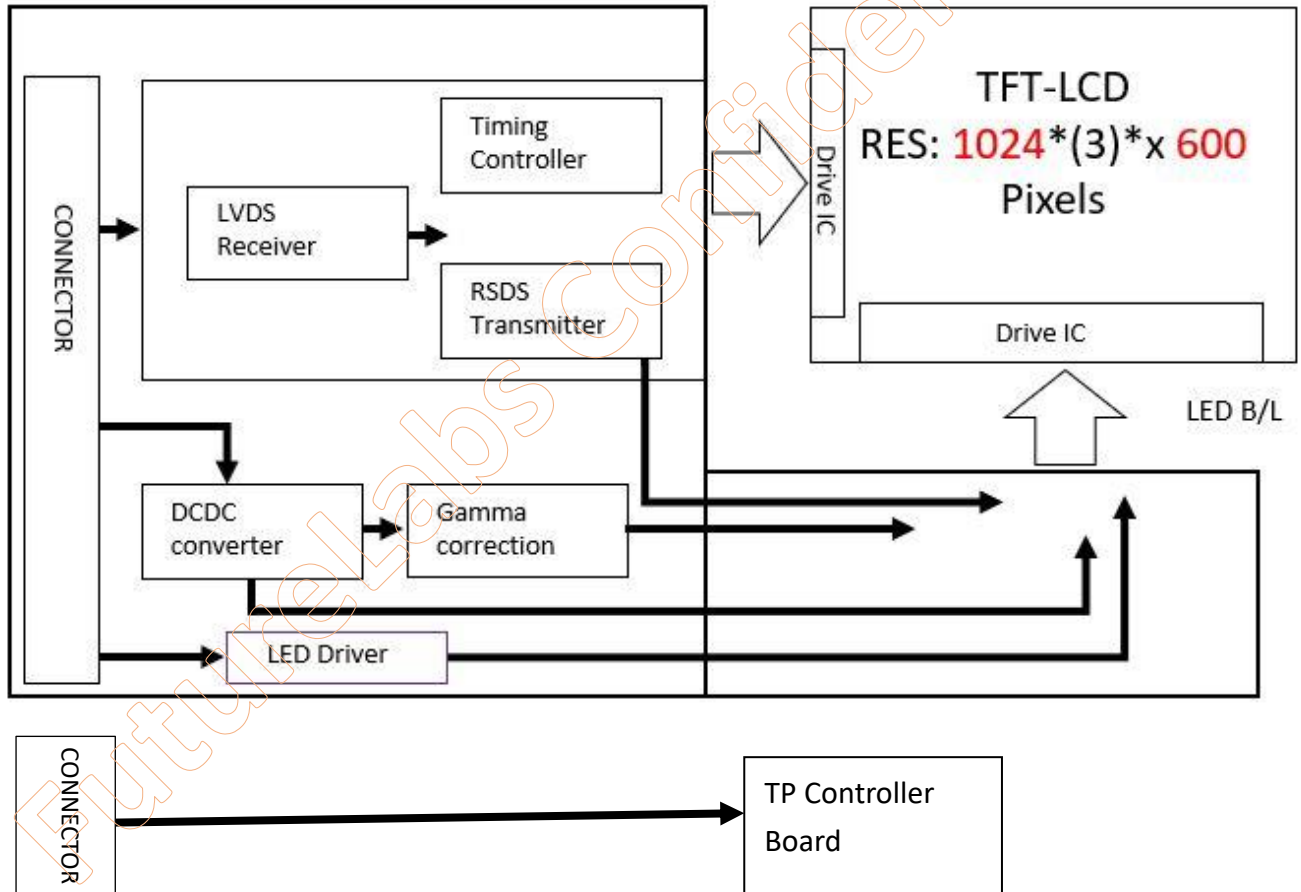 TFT-LCD
RES: 1024*(3)*x 600
Pixels
Drive IC
Drive IC
LED B/L
CONNECTOR
Timing
Controller
LVDS
Receiver
RSDS
Transmitter
DCDC
converter
Gamma
correction
LED Driver
CONNECTOR
TP Controller
Board
FutureLabs Confiden